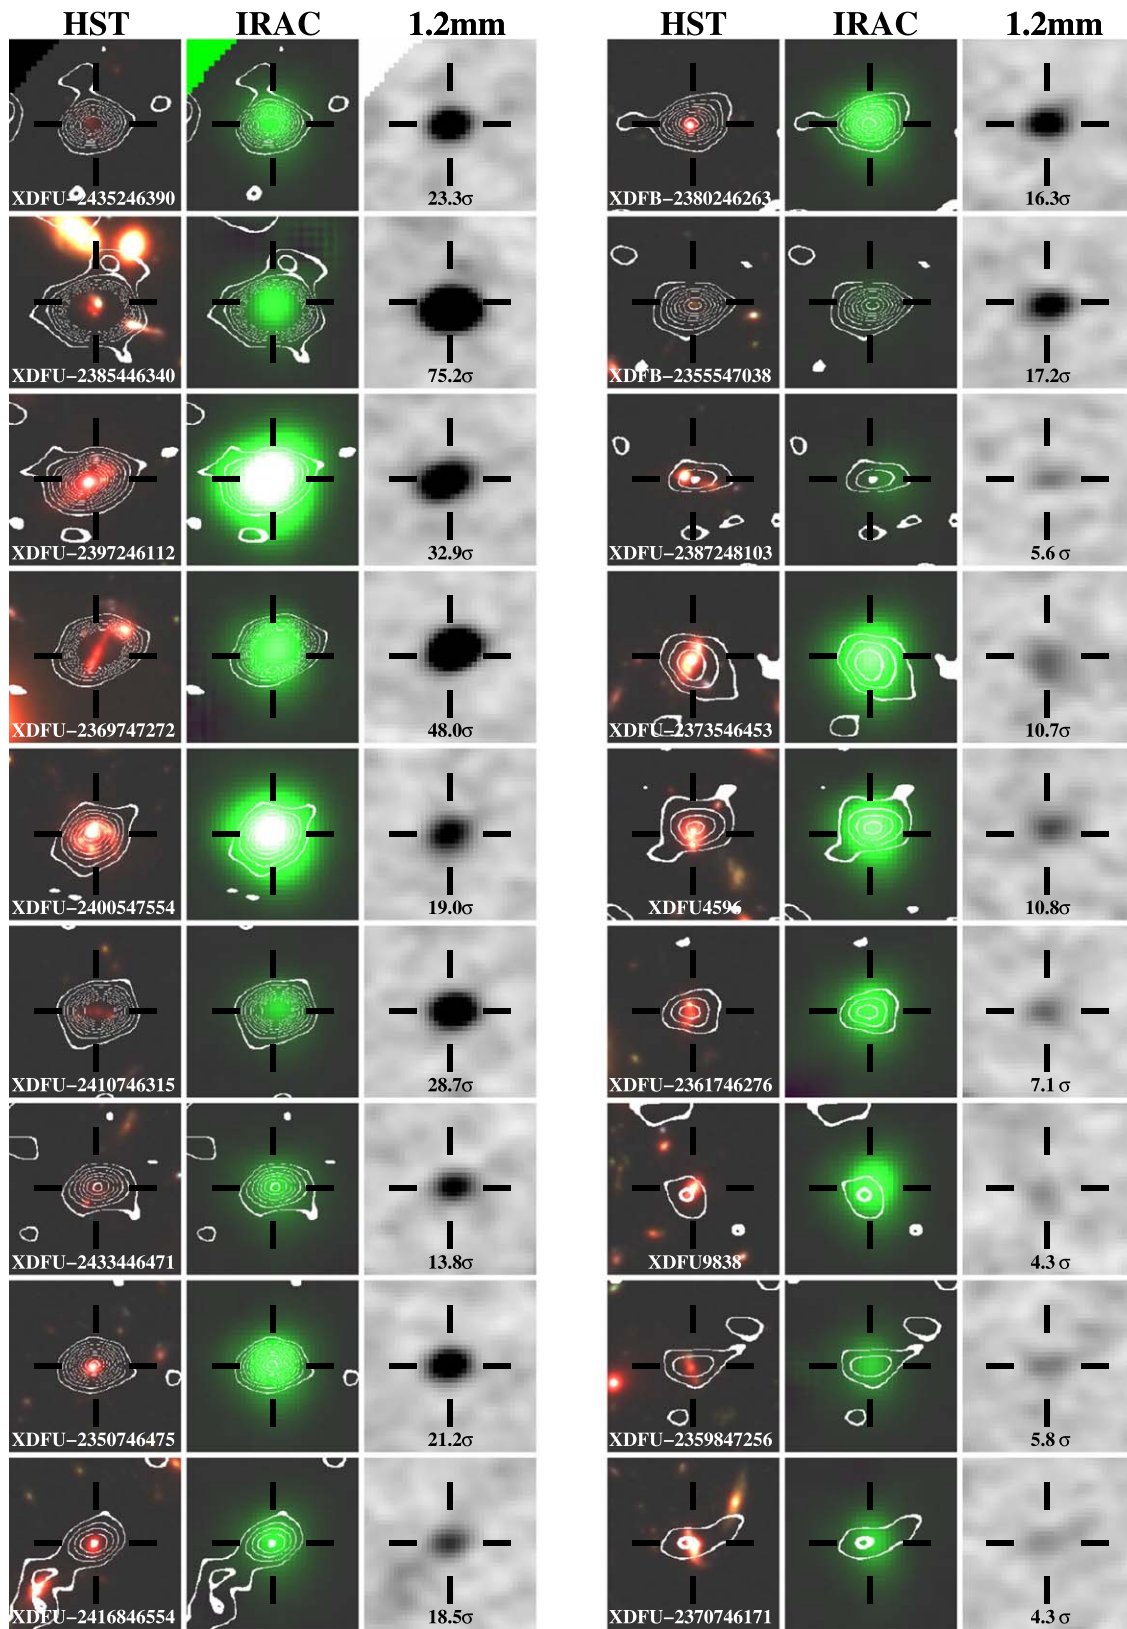 HST IRAC 1.2mm HST IRAC 1.2mm
XDFU−2435246390 23.3σ XDFB−2380246263 16.3σ
XDFU−2385446340 75.2σ XDFB−2355547038 17.2σ
XDFU−2397246112 32.9σ XDFU−2387248103 5.6 σ
XDFU−2369747272 48.0σ XDFU−2373546453 10.7σ
XDFU−2400547554 19.0σ XDFU4596 10.8σ
XDFU−2410746315 28.7σ XDFU−2361746276 7.1 σ
XDFU−2433446471 13.8σ XDFU9838 4.3 σ
XDFU−2350746475 21.2σ XDFU−2359847256 5.8 σ
XDFU−2416846554 18.5σ XDFU−2370746171 4.3 σ